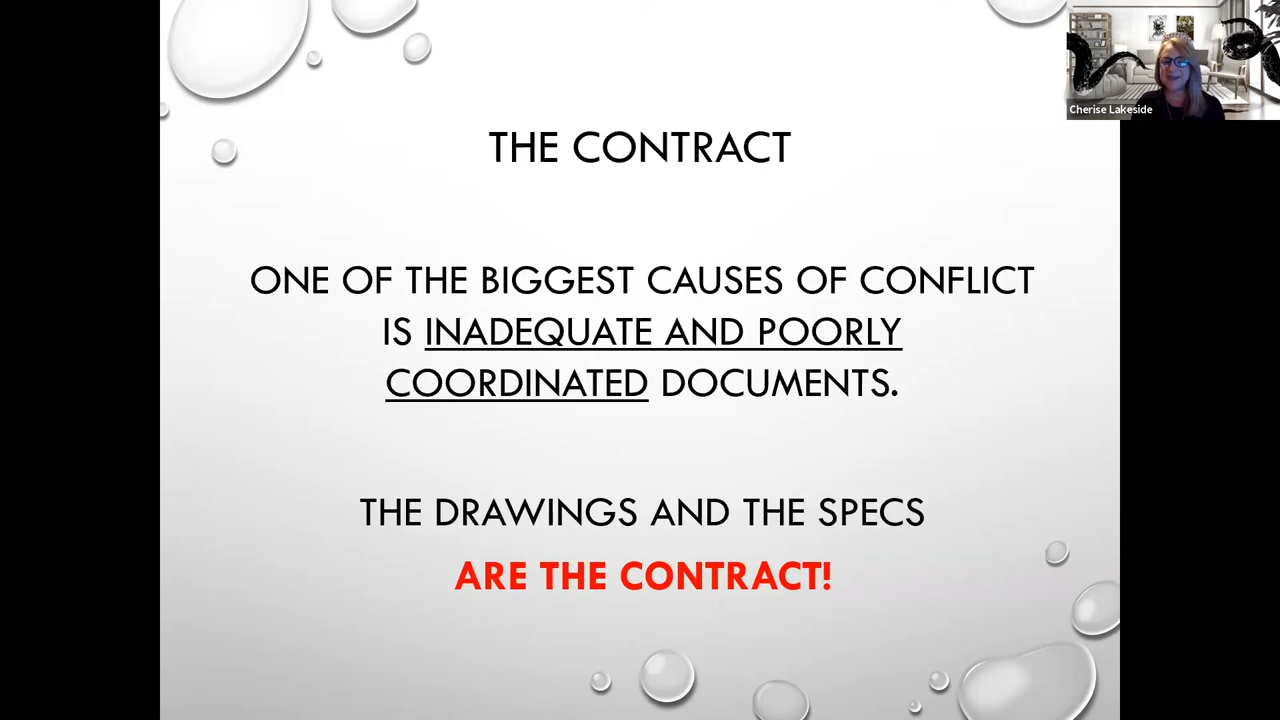 THE CONTRACT
ONE OF THE BIGGEST CAUSES OF CONFLICT
IS INADEQUATE AND POORLY
COORDINATED DOCUMENTS.
THE DRAWINGS AND THE SPECS
ARE THE CONTRACT!
Cherise Lakeside